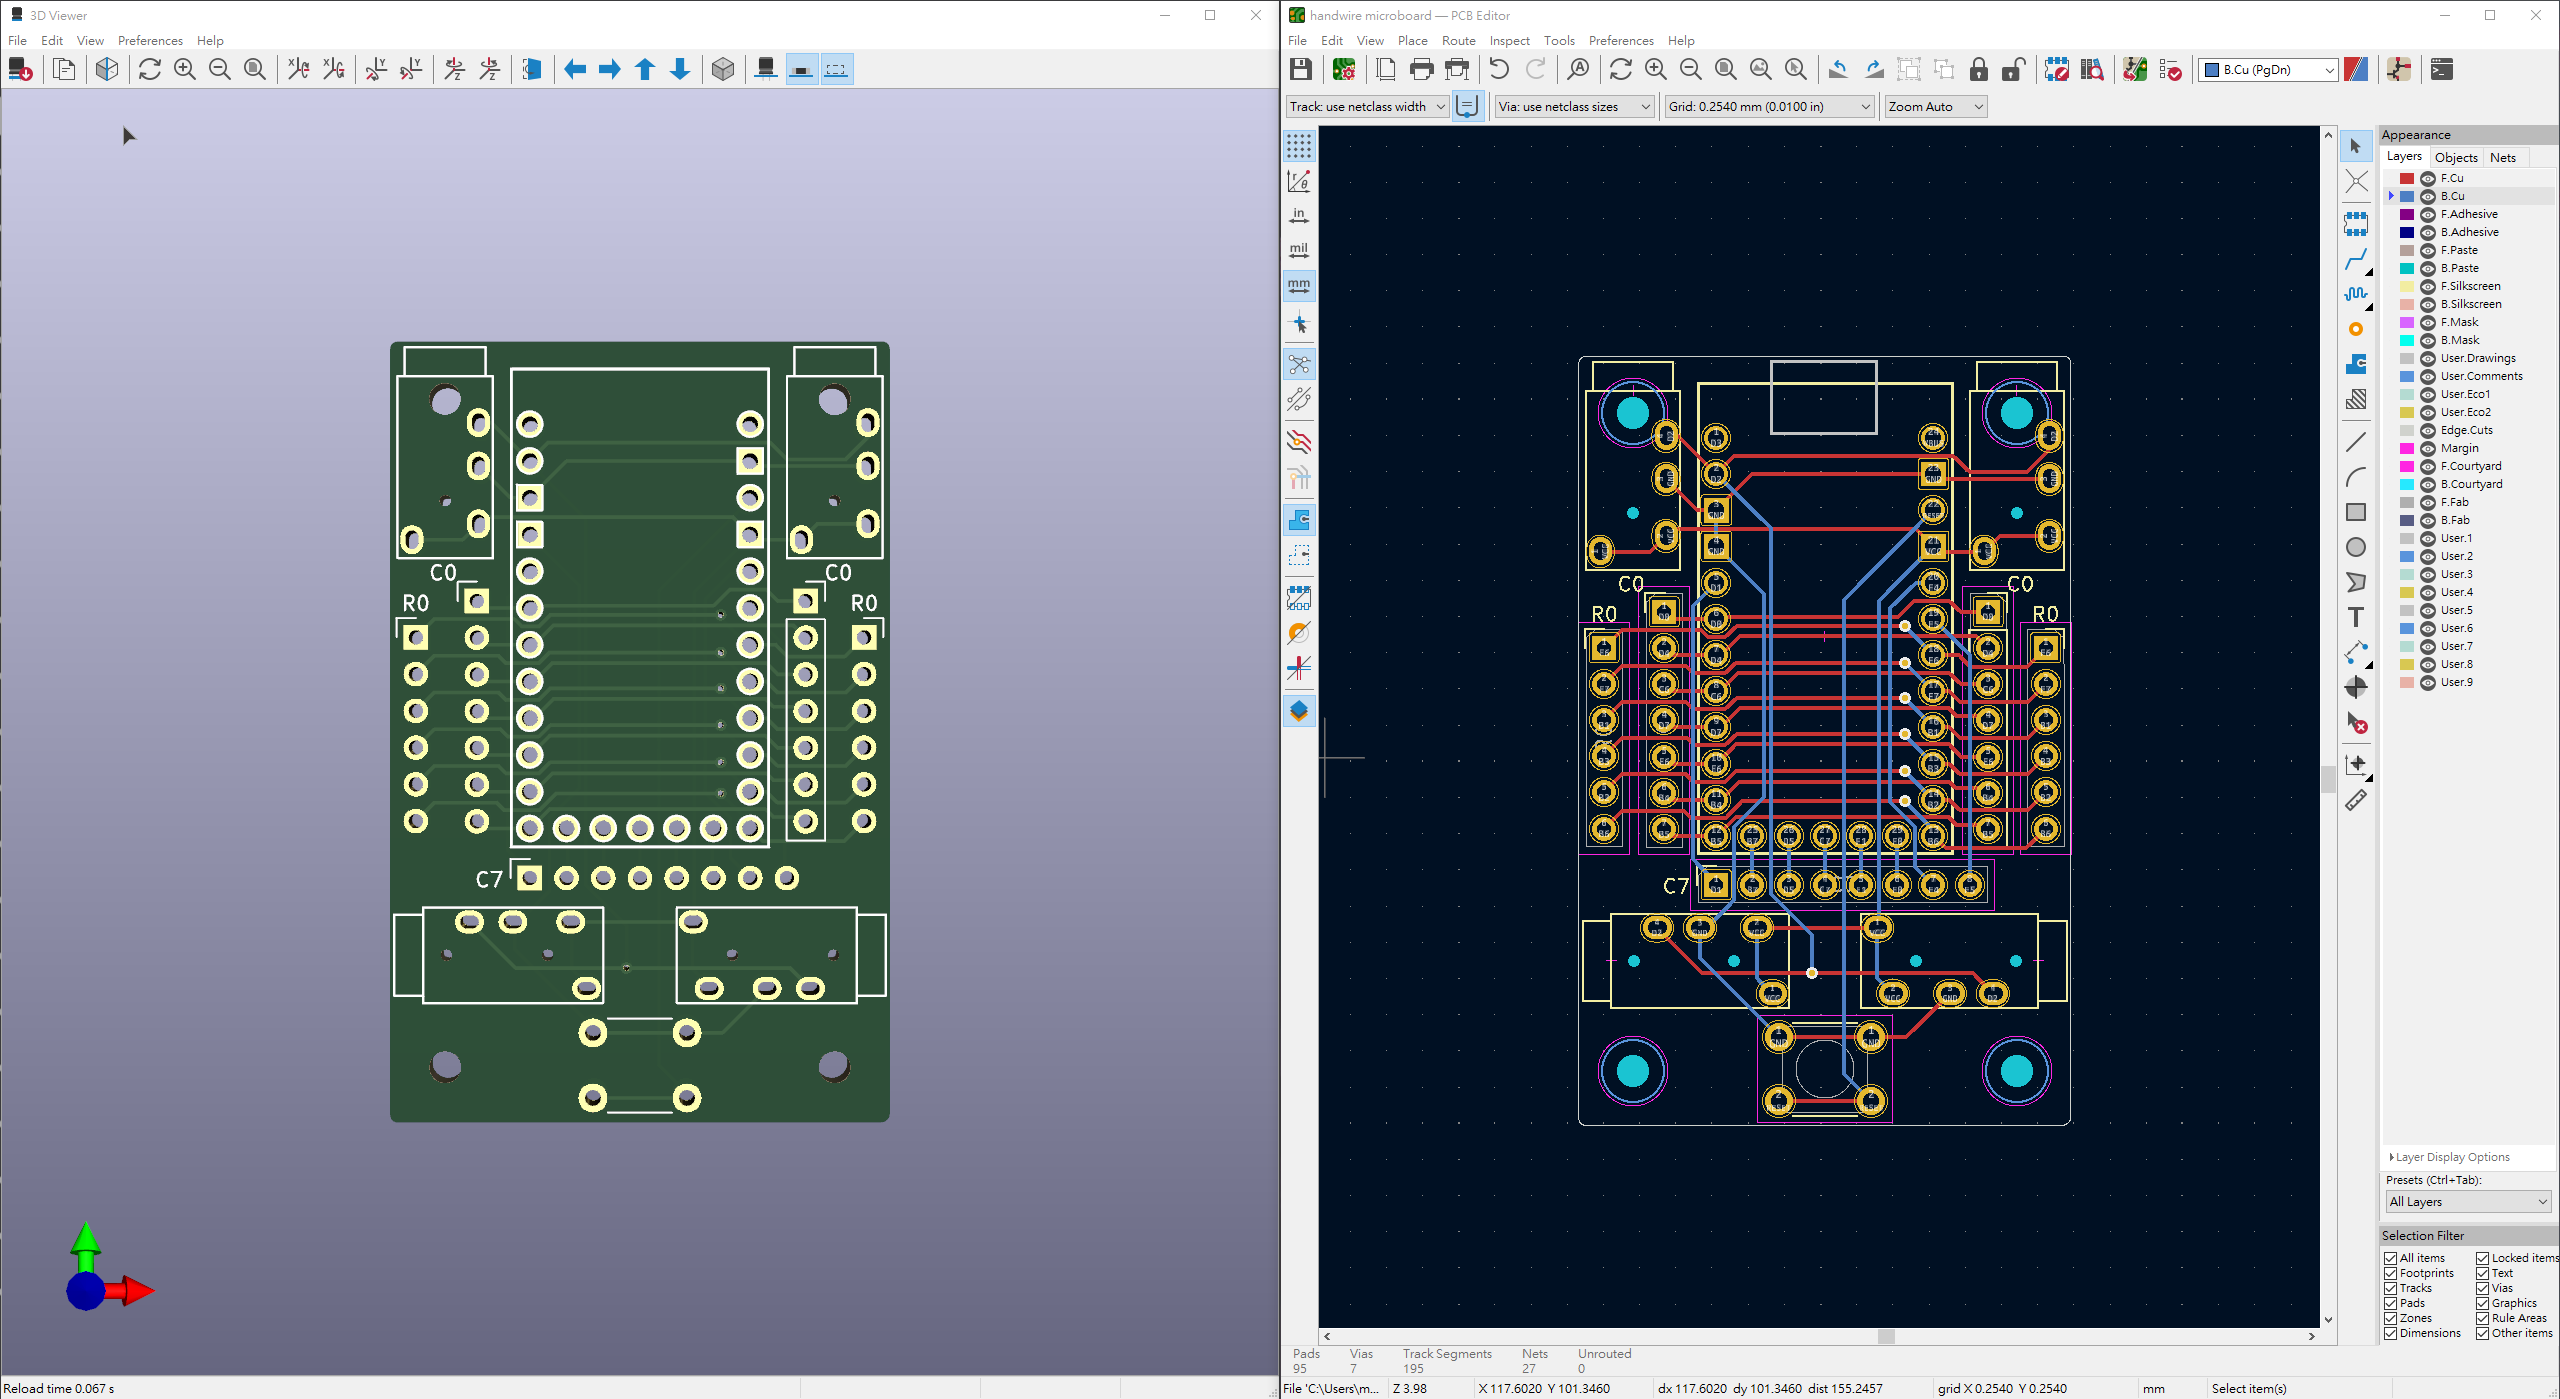 3D Viewer
File Edit View Preferences Help
C0
C0
R0
R0
C7
Reload time 0.067 s
handwire microboard — PCB Editor
File Edit View Place Route Inspect Tools Preferences Help
B.Cu (PgDn)
Track: use netclass width
Via: use netclass sizes
Grid: 0.2540 mm (0.0100 in)
Zoom Auto
in
mil
mm
C0
C0
R0
R0
C7
Appearance
Layers Objects Nets
F.Cu
B.Cu
F.Adhesive
B.Adhesive
F.Paste
B.Paste
F.Silkscreen
B.Silkscreen
F.Mask
B.Mask
User.Drawings
User.Comments
User.Eco1
User.Eco2
Edge.Cuts
Margin
F.Courtyard
B.Courtyard
F.Fab
B.Fab
User.1
User.2
User.3
User.4
User.5
User.6
User.7
User.8
User.9
Layer Display Options
Presets (Ctrl+Tab):
All Layers
Selection Filter
All items Locked items
Footprints Text
Tracks Vias
Pads Graphics
Zones Rule Areas
Dimensions Other items
Pads Vias Track Segments Nets Unrouted
95 7 195 27 0
File 'C:\Users\m... Z 3.98 X 117.6020 Y 101.3460 dx 117.6020 dy 101.3460 dist 155.2457 grid X 0.2540 Y 0.2540 mm Select item(s)